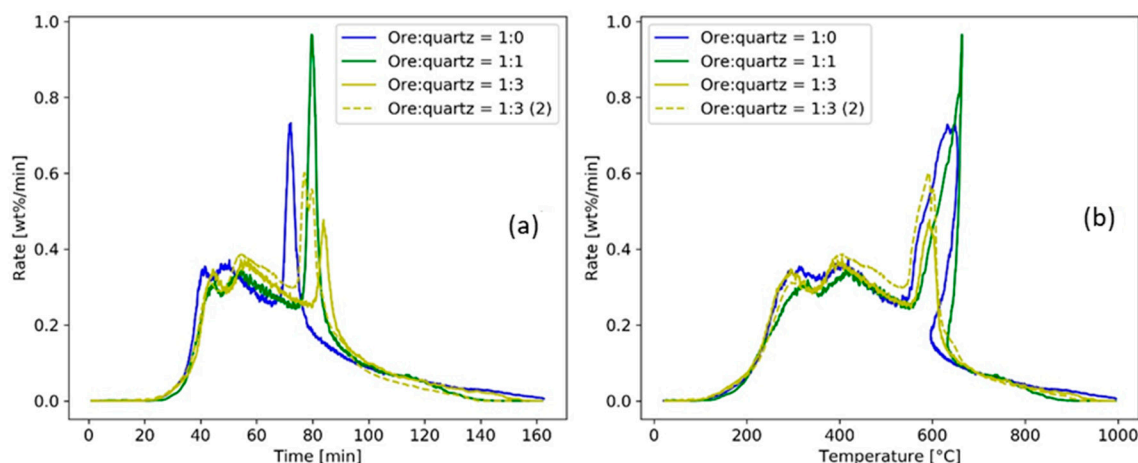 1.0
0.8
0.6
0.4
0.2
0.0
Rate [wt%/min]
Ore:quartz = 1:0
Ore:quartz = 1:1
Ore:quartz = 1:3
Ore:quartz = 1:3 (2)
(a)
0 20 40 60 80 100 120 140 160
Time [min]
1.0
0.8
0.6
0.4
0.2
0.0
Rate [wt%/min]
Ore:quartz = 1:0
Ore:quartz = 1:1
Ore:quartz = 1:3
Ore:quartz = 1:3 (2)
(b)
0 200 400 600 800 1000
Temperature [°C]